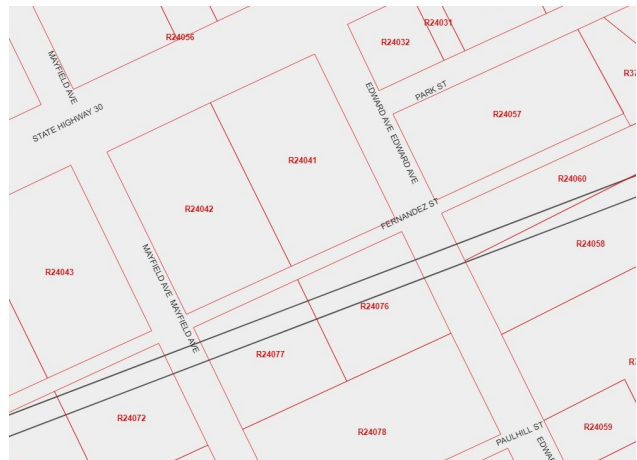 R24031
R24056
R24032
MAYFIELD AVE
EDWARD AVE
PARK ST
STATE HIGHWAY 30
R24057
EDWARD AVE
R24041
R24060
R24042
FERNANDEZ ST
R24058
R24043
MAYFIELD AVE
MAYFIELD AVE
R24076
R24077
R24072
R24078
PAULHILL ST
R24059